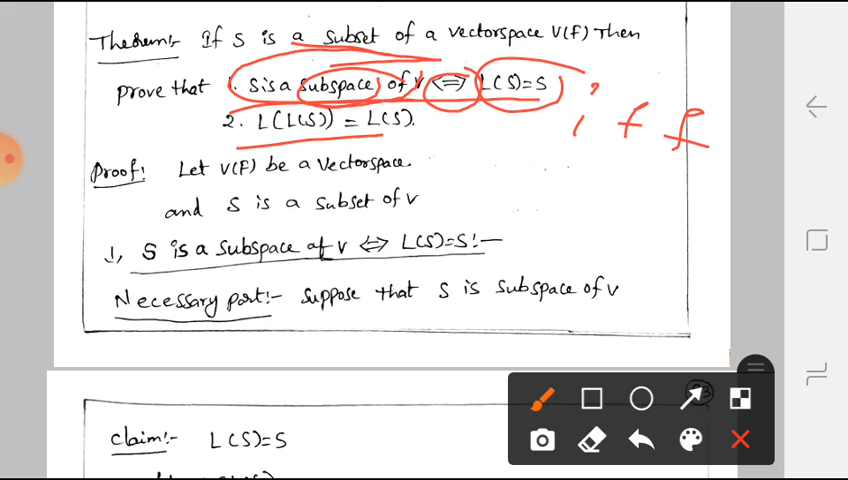 Theorem:- If S is a subset of a vectorspace V(F) Then
prove that 1. S is a subspace of V ⇔ L(S)=S
i f f
2. L(L(S)) = L(S).
Proof: Let V(F) be a vectorspace
and S is a subset of V
1, S is a subspace of V ⇔ L(S)=S:-
Necessary part:- Suppose that S is subspace of V
claim:- L(S)=S